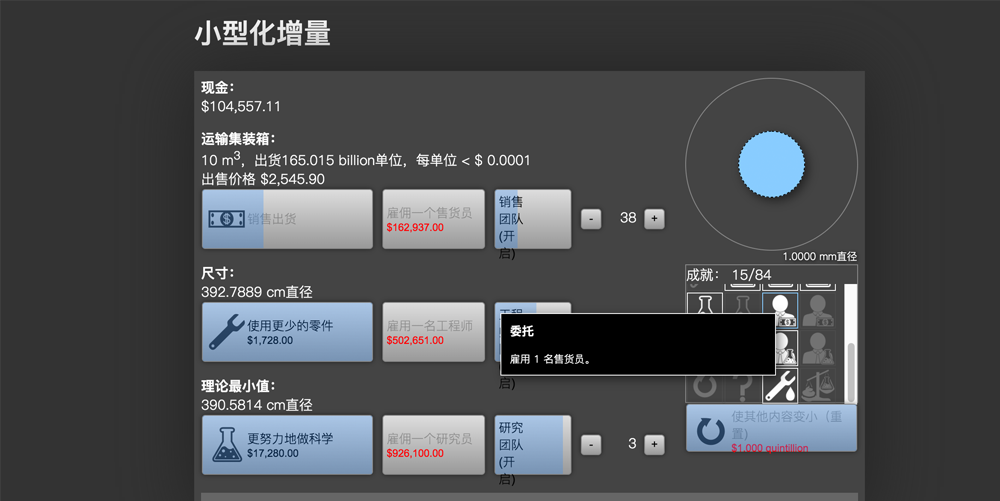 小型化增量
现金：
$104,557.11
运输集装箱：
10 m³，出货165.015 billion单位，每单位 < $ 0.0001
出售价格 $2,545.90
销售出货
雇佣一个售货员
$162,937.00
销售
团队
(开
启)
-
38
+
1.0000 mm直径
成就： 15/84
尺寸：
392.7889 cm直径
使用更少的零件
$1,728.00
雇用一名工程师
$502,651.00
委托
雇用 1 名售货员。
启)
理论最小值：
390.5814 cm直径
更努力地做科学
$17,280.00
雇佣一个研究员
$926,100.00
研究
团队
(开
启)
-
3
+
使其他内容变小（重
置)
$1.000 quintillion